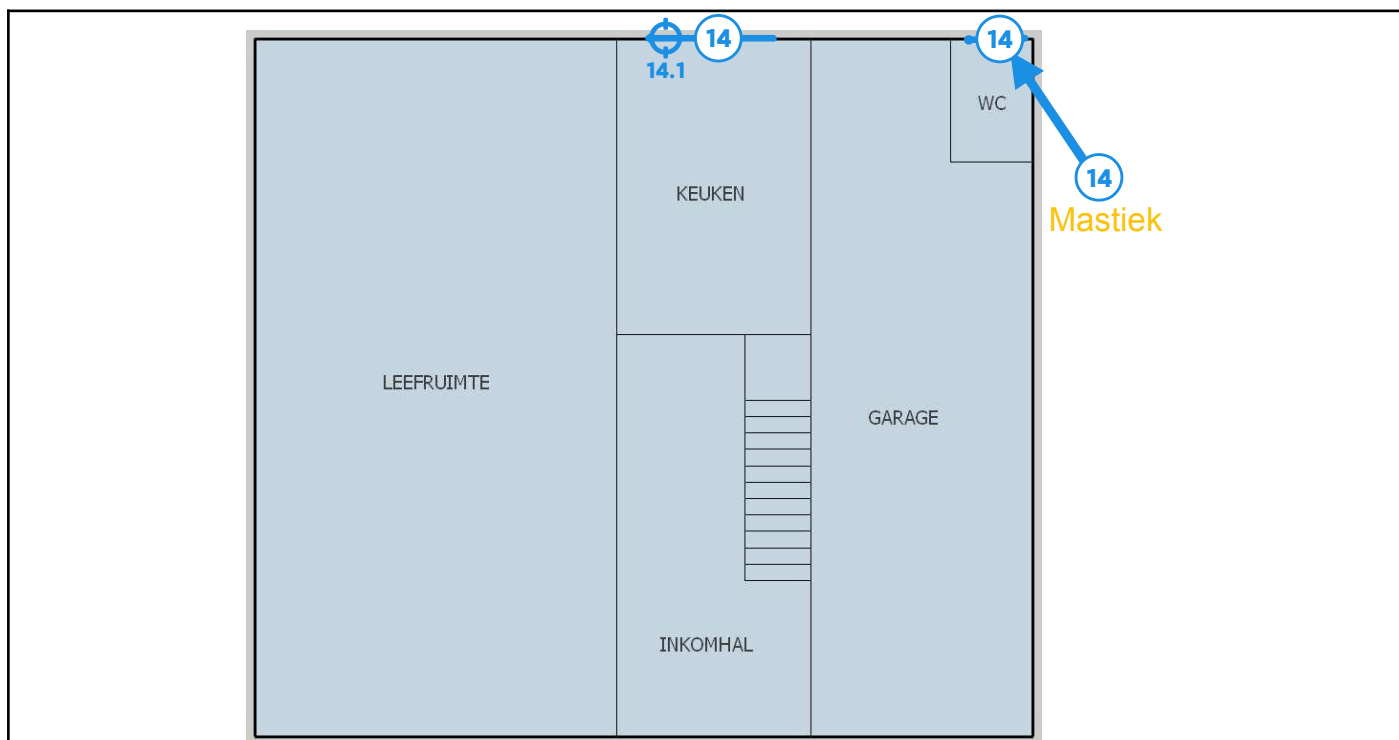 14
14
14.1
WC
14
KEUKEN
Mastiek
LEEFRUIMTE
GARAGE
INKOMHAL